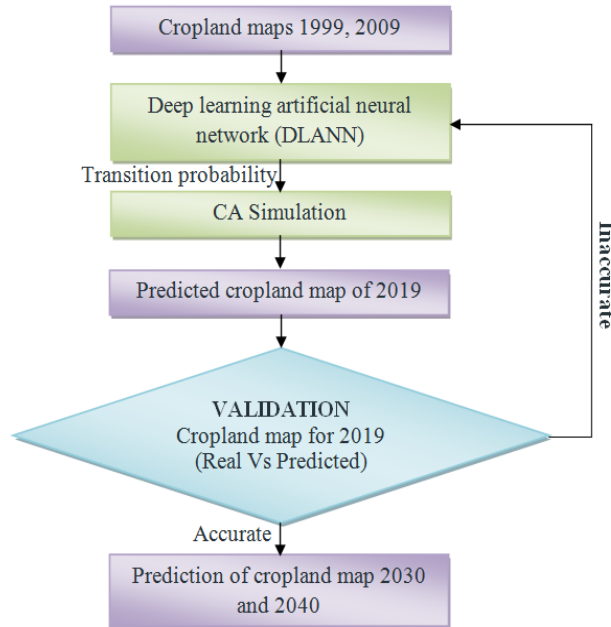 Cropland maps 1999, 2009
Deep learning artificial neural
network (DLANN)
Transition probability
CA Simulation
Predicted cropland map of 2019
VALIDATION
Cropland map for 2019
(Real Vs Predicted)
Inaccurate
Accurate
Prediction of cropland map 2030
and 2040